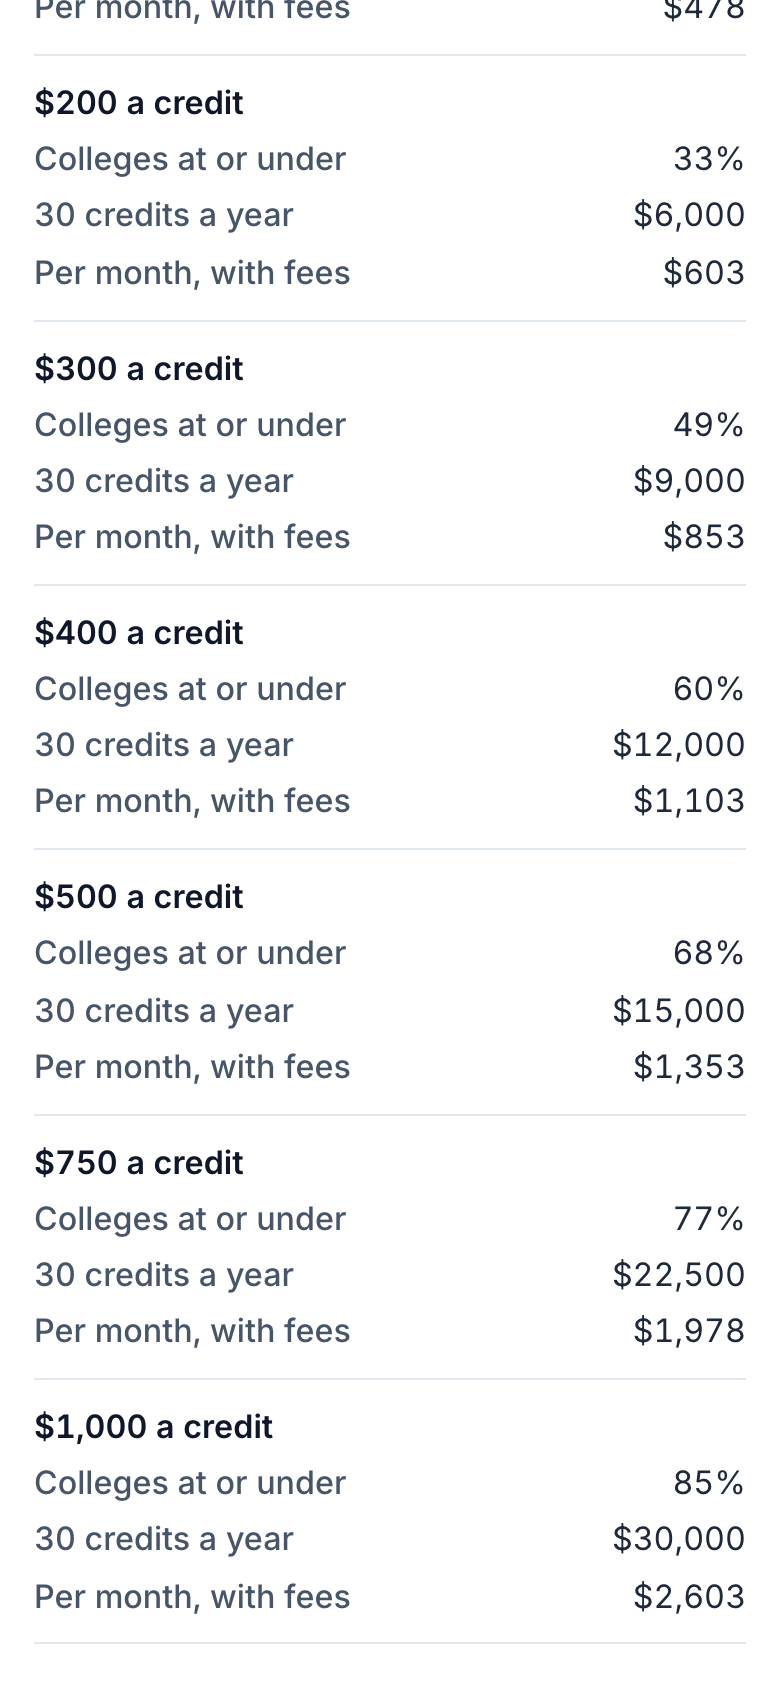 Per month, with fees $478
$200 a credit
Colleges at or under 33%
30 credits a year $6,000
Per month, with fees $603
$300 a credit
Colleges at or under 49%
30 credits a year $9,000
Per month, with fees $853
$400 a credit
Colleges at or under 60%
30 credits a year $12,000
Per month, with fees $1,103
$500 a credit
Colleges at or under 68%
30 credits a year $15,000
Per month, with fees $1,353
$750 a credit
Colleges at or under 77%
30 credits a year $22,500
Per month, with fees $1,978
$1,000 a credit
Colleges at or under 85%
30 credits a year $30,000
Per month, with fees $2,603